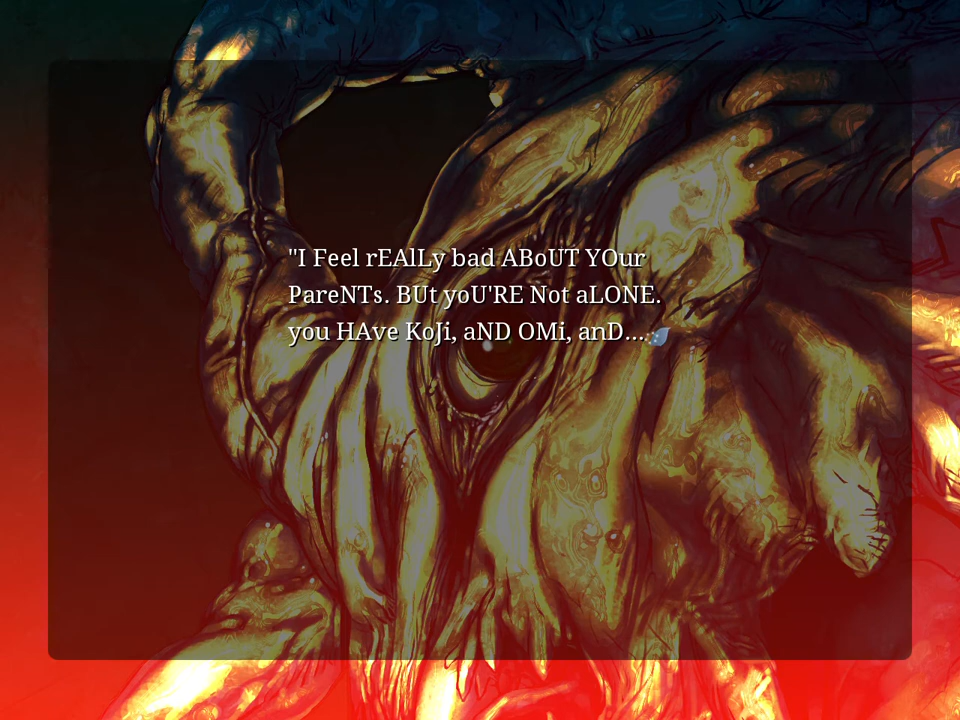 "I Feel rEAlLy bad ABoUT YOur
PareNTs. BUt yoU'RE Not aLONE.
you HAve KoJi, aND OMi, anD...